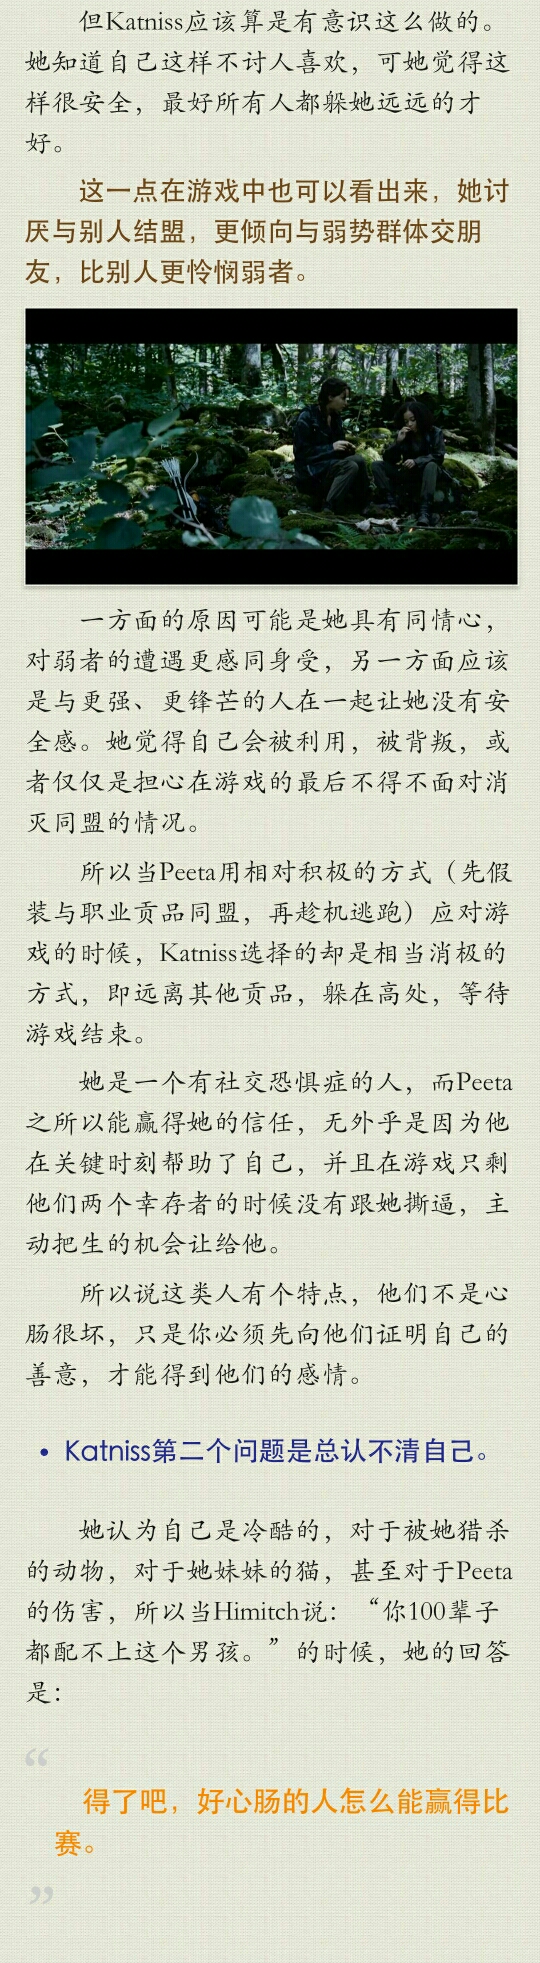 但Katniss应该算是有意识这么做的。
她知道自己这样不讨人喜欢，可她觉得这
样很安全，最好所有人都躲她远远的才
好。
这一点在游戏中也可以看出来，她讨
厌与别人结盟，更倾向与弱势群体交朋
友，比别人更怜悯弱者。
一方面的原因可能是她具有同情心，
对弱者的遭遇更感同身受，另一方面应该
是与更强、更锋芒的人在一起让她没有安
全感。她觉得自己会被利用，被背叛，或
者仅仅是担心在游戏的最后不得不面对消
灭同盟的情况。
所以当Peeta用相对积极的方式（先假
装与职业贡品同盟，再趁机逃跑）应对游
戏的时候，Katniss选择的却是相当消极的
方式，即远离其他贡品，躲在高处，等待
游戏结束。
她是一个有社交恐惧症的人，而Peeta
之所以能赢得她的信任，无外乎是因为他
在关键时刻帮助了自己，并且在游戏只剩
他们两个幸存者的时候没有跟她撕逼，主
动把生的机会让给他。
所以说这类人有个特点，他们不是心
肠很坏，只是你必须先向他们证明自己的
善意，才能得到他们的感情。
• Katniss第二个问题是总认不清自己。
她认为自己是冷酷的，对于被她猎杀
的动物，对于她妹妹的猫，甚至对于Peeta
的伤害，所以当Himitch说：“你100辈子
都配不上这个男孩。”的时候，她的回答
是：
“
得了吧，好心肠的人怎么能赢得比
赛。
”